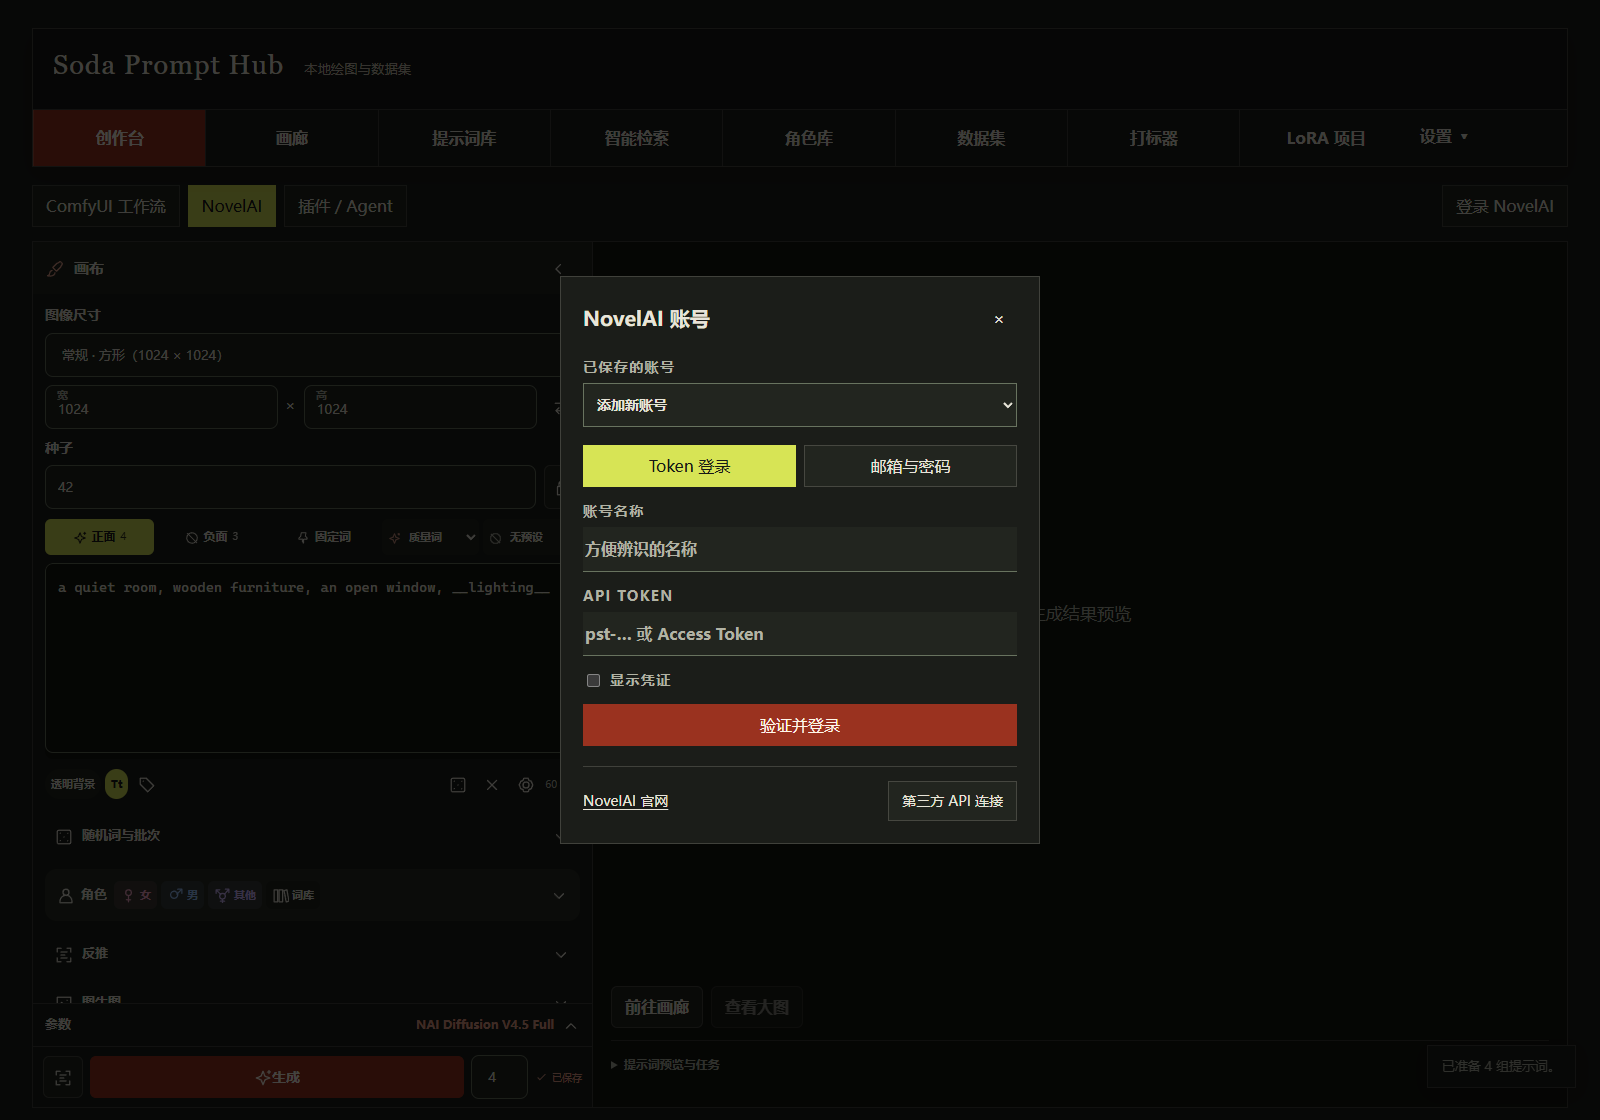 Soda Prompt Hub 本地绘图与数据集
创作台 画廊 提示词库 智能检索 角色库 数据集 打标器 LoRA 项目 设置
ComfyUI 工作流 NovelAI 插件 / Agent 登录 NovelAI
画布
图像尺寸
常规 · 方形（1024 × 1024）
宽
1024
×
高
1024
种子
42
正面 4 负面 3 固定词 质量词 无预设
a quiet room, wooden furniture, an open window, __lighting__
透明背景 Tt 60
随机词与批次
角色 女 男 其他 词库
反推
图生图
参数 NAI Diffusion V4.5 Full
生成 4 已保存
NovelAI 账号 ×
已保存的账号
添加新账号
Token 登录 邮箱与密码
账号名称
方便辨识的名称
API TOKEN
pst-... 或 Access Token
显示凭证
验证并登录
NovelAI 官网 第三方 API 连接
生成结果预览
前往画廊 查看大图
提示词预览与任务
已准备 4 组提示词。